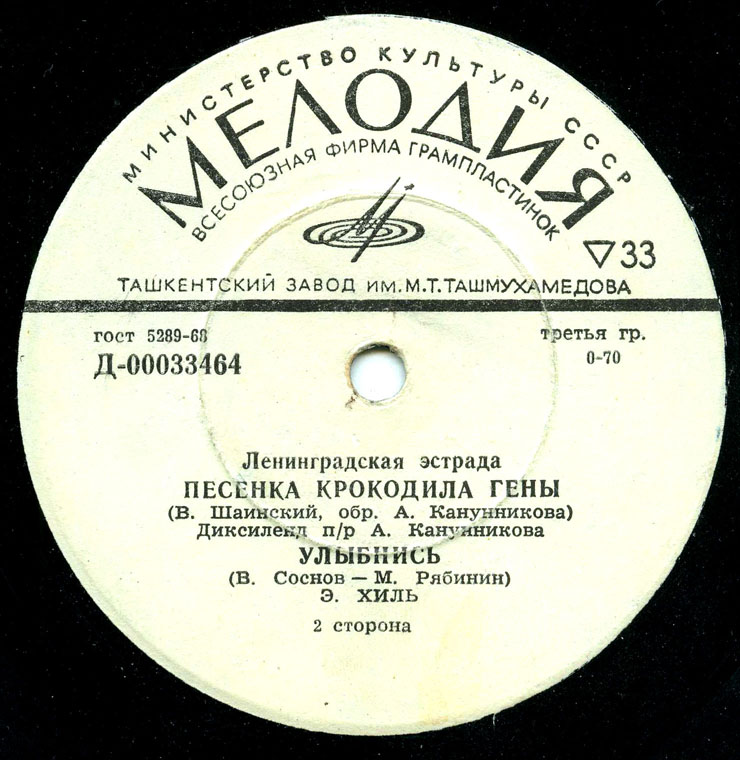 МИНИСТЕРСТВО КУЛЬТУРЫ СССР
МЕЛОДИЯ
ВСЕСОЮЗНАЯ ФИРМА ГРАМПЛАСТИНОК
33
ТАШКЕНТСКИЙ ЗАВОД ИМ. М.Т. ТАШМУХАМЕДОВА
гост 5289-68
третья гр.
Д-00033464
0-70
Ленинградская эстрада
ПЕСЕНКА КРОКОДИЛА ГЕНЫ
(В. Шаинский, обр. А. Канунникова)
Диксиленд п/р А. Канунникова
УЛЫБНИСЬ
(В. Соснов — М. Рябинин)
Э. ХИЛЬ
2 сторона